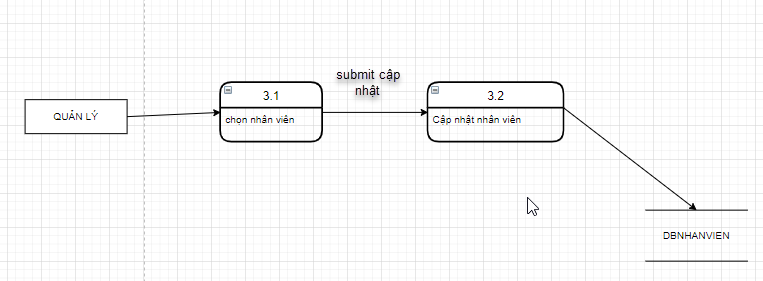 submit cập
nhật
3.1
3.2
QUẢN LÝ
chọn nhân viên
Cập nhật nhân viên
DBNHANVIEN